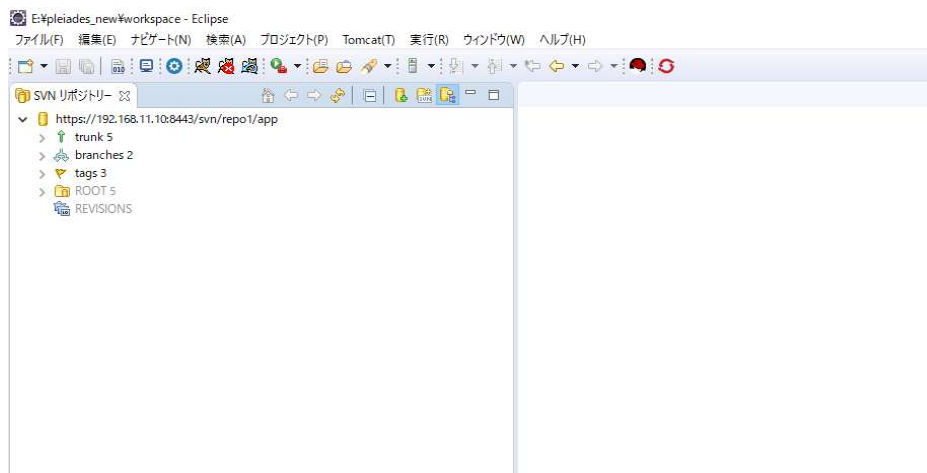 E:¥pleiades_new¥workspace - Eclipse
ファイル(F) 編集(E) ナビゲート(N) 検索(A) プロジェクト(P) Tomcat(T) 実行(R) ウィンドウ(W) ヘルプ(H)
SVN リポジトリー
https://192.168.11.10:8443/svn/repo1/app
trunk 5
branches 2
tags 3
ROOT 5
REVISIONS